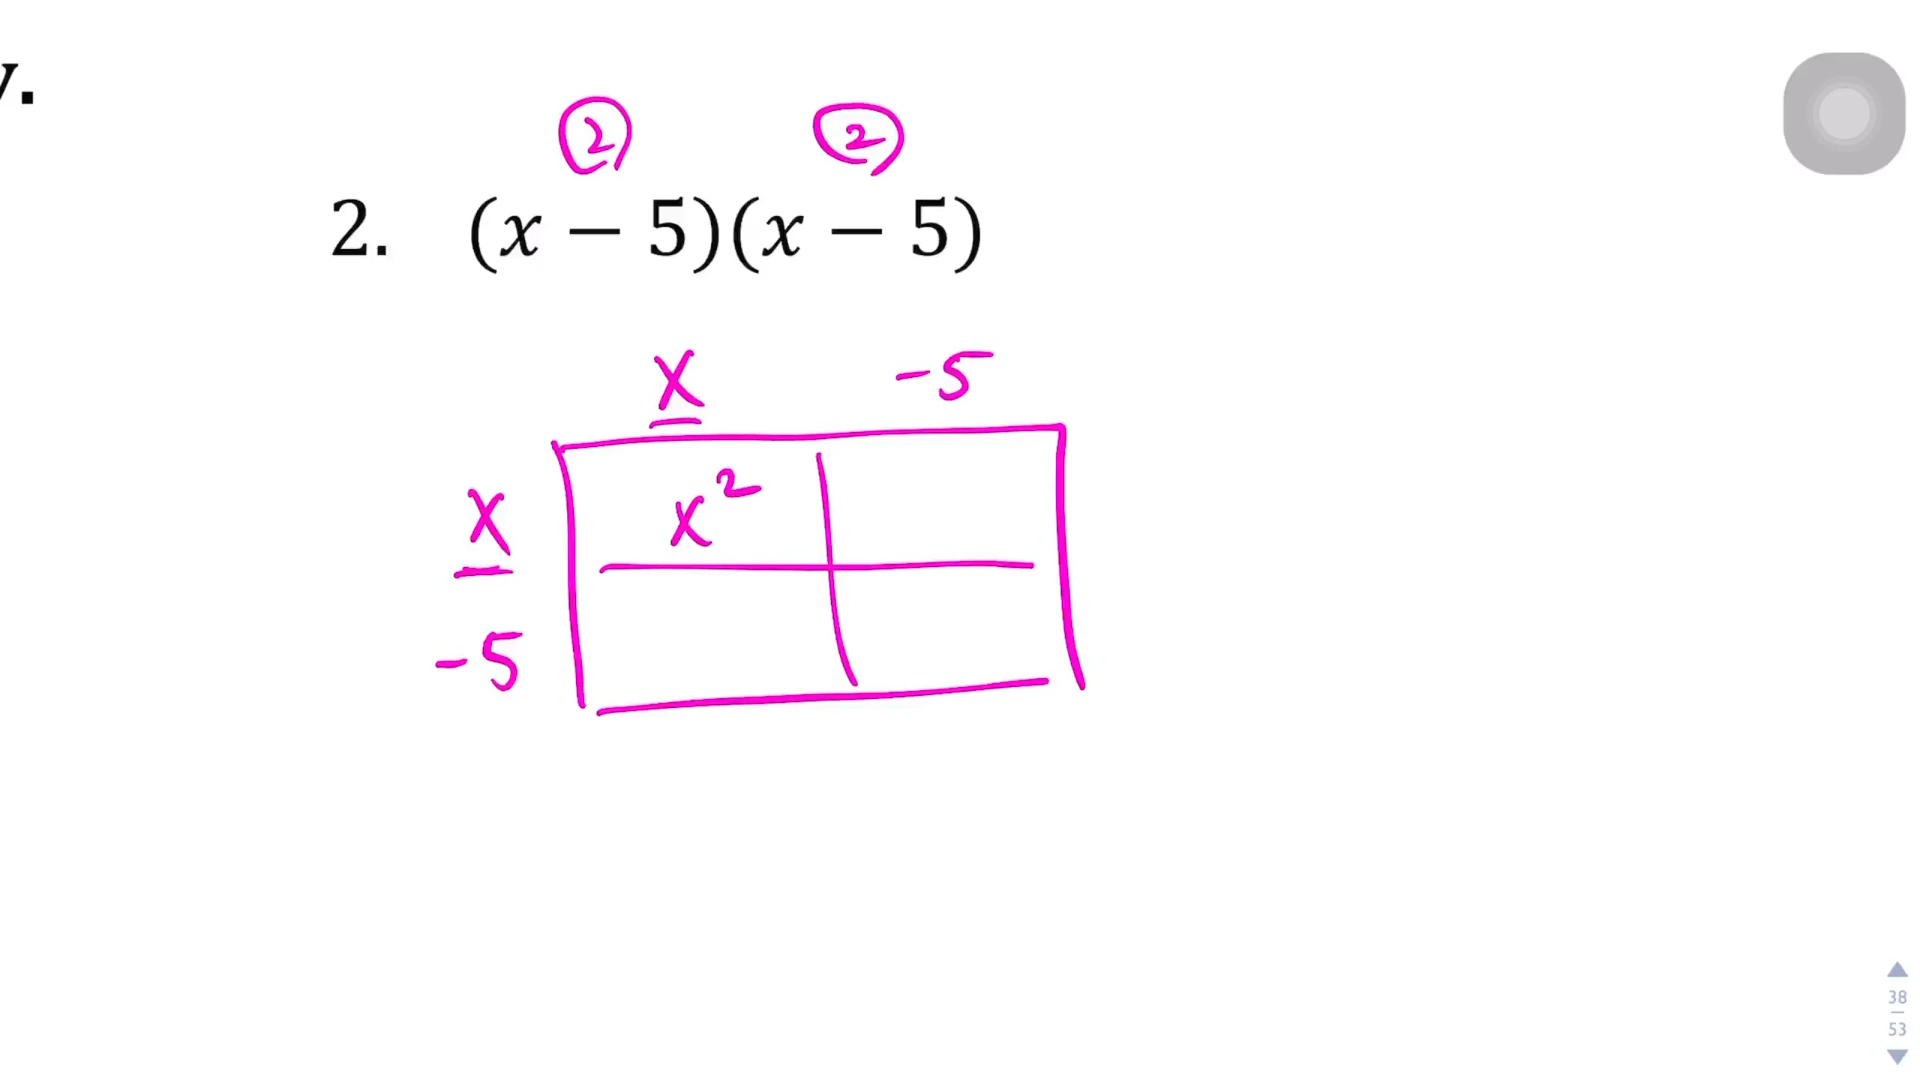 y.
② ②
2. (x − 5)(x − 5)
x -5
x x²
-5
38
53